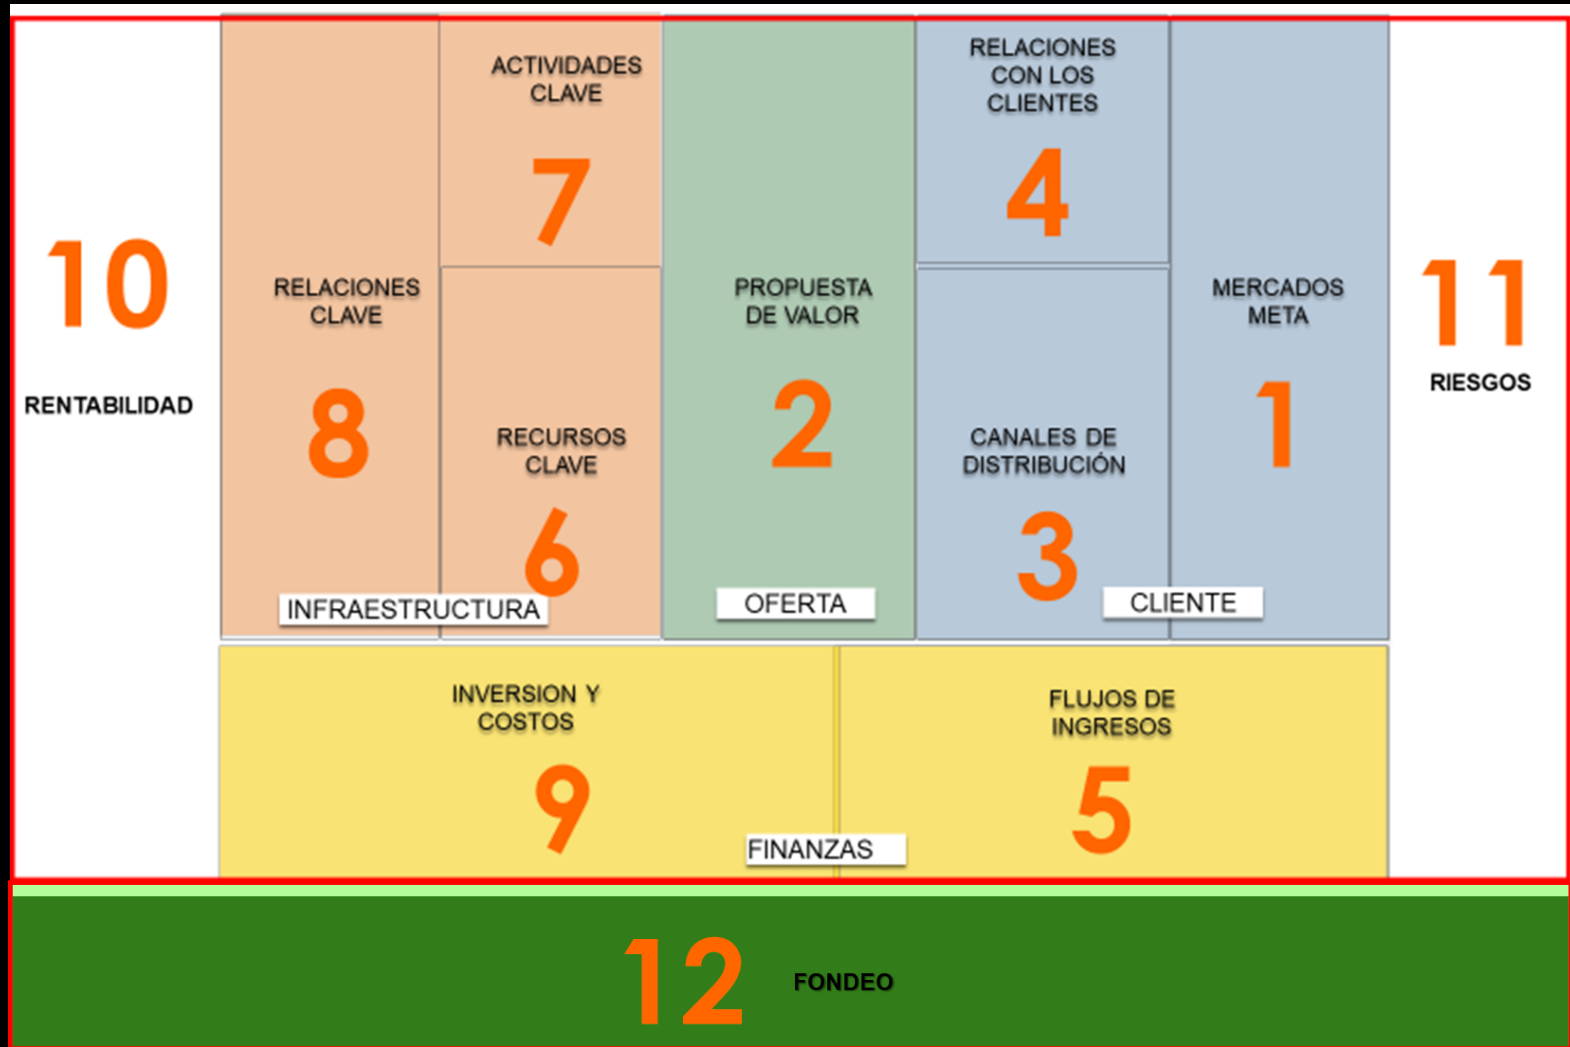 10
RENTABILIDAD
RELACIONES
CLAVE
8
ACTIVIDADES
CLAVE
7
RECURSOS
CLAVE
6
INFRAESTRUCTURA
PROPUESTA
DE VALOR
2
OFERTA
RELACIONES
CON LOS
CLIENTES
4
CANALES DE
DISTRIBUCIÓN
3
MERCADOS
META
1
CLIENTE
11
RIESGOS
INVERSION Y
COSTOS
9
FLUJOS DE
INGRESOS
5
FINANZAS
12
FONDEO